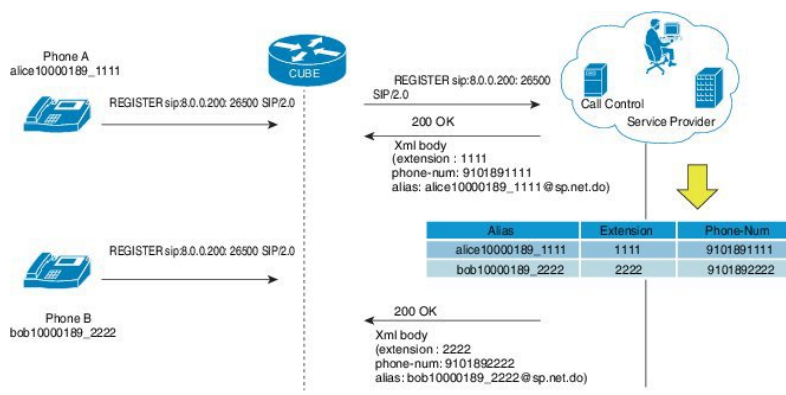 Phone A
alice10000189_1111
REGISTER sip:8.0.0.200: 26500 SIP/2.0
CUBE
REGISTER sip:8.0.0.200: 26500
SIP/2.0
Call Control
Service Provider
200 OK
Xml body
(extension : 1111
phone-num: 9101891111
alias: alice10000189_1111@sp.net.do)
Alias Extension Phone-Num
alice10000189_1111 1111 9101891111
bob10000189_2222 2222 9101892222
REGISTER sip:8.0.0.200: 26500 SIP/2.0
Phone B
bob10000189_2222
200 OK
Xml body
(extension : 2222
phone-num: 9101892222
alias: bob10000189_2222@sp.net.do)